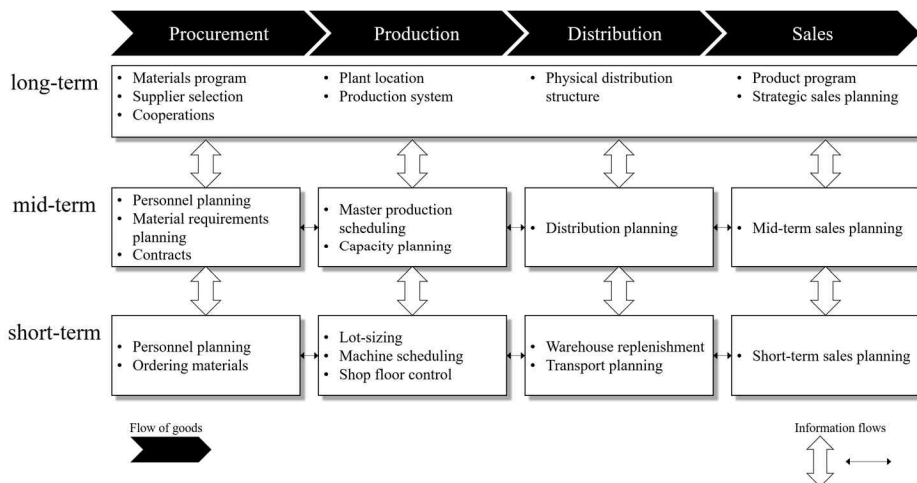 Procurement
Production
Distribution
Sales
long-term
• Materials program
• Supplier selection
• Cooperations
• Plant location
• Production system
• Physical distribution
structure
• Product program
• Strategic sales planning
mid-term
• Personnel planning
• Material requirements
planning
• Contracts
• Master production
scheduling
• Capacity planning
• Distribution planning
• Mid-term sales planning
short-term
• Personnel planning
• Ordering materials
• Lot-sizing
• Machine scheduling
• Shop floor control
• Warehouse replenishment
• Transport planning
• Short-term sales planning
Flow of goods
Information flows